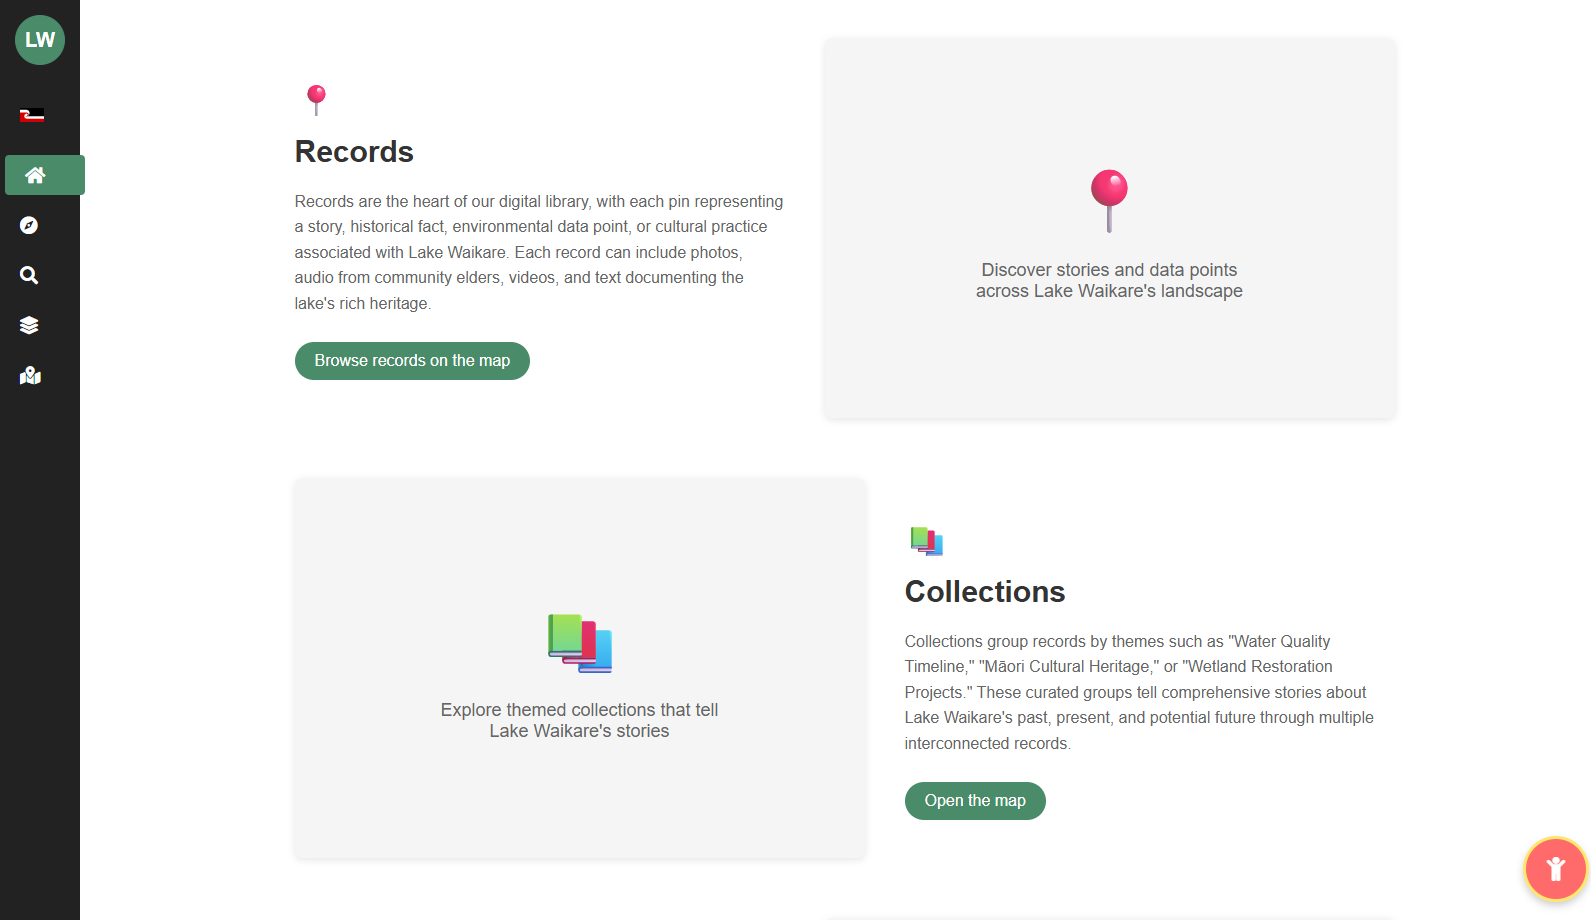 LW
Records
Records are the heart of our digital library, with each pin representing
a story, historical fact, environmental data point, or cultural practice
associated with Lake Waikare. Each record can include photos,
audio from community elders, videos, and text documenting the
lake's rich heritage.
Browse records on the map
Discover stories and data points
across Lake Waikare's landscape
Explore themed collections that tell
Lake Waikare's stories
Collections
Collections group records by themes such as "Water Quality
Timeline," "Māori Cultural Heritage," or "Wetland Restoration
Projects." These curated groups tell comprehensive stories about
Lake Waikare's past, present, and potential future through multiple
interconnected records.
Open the map